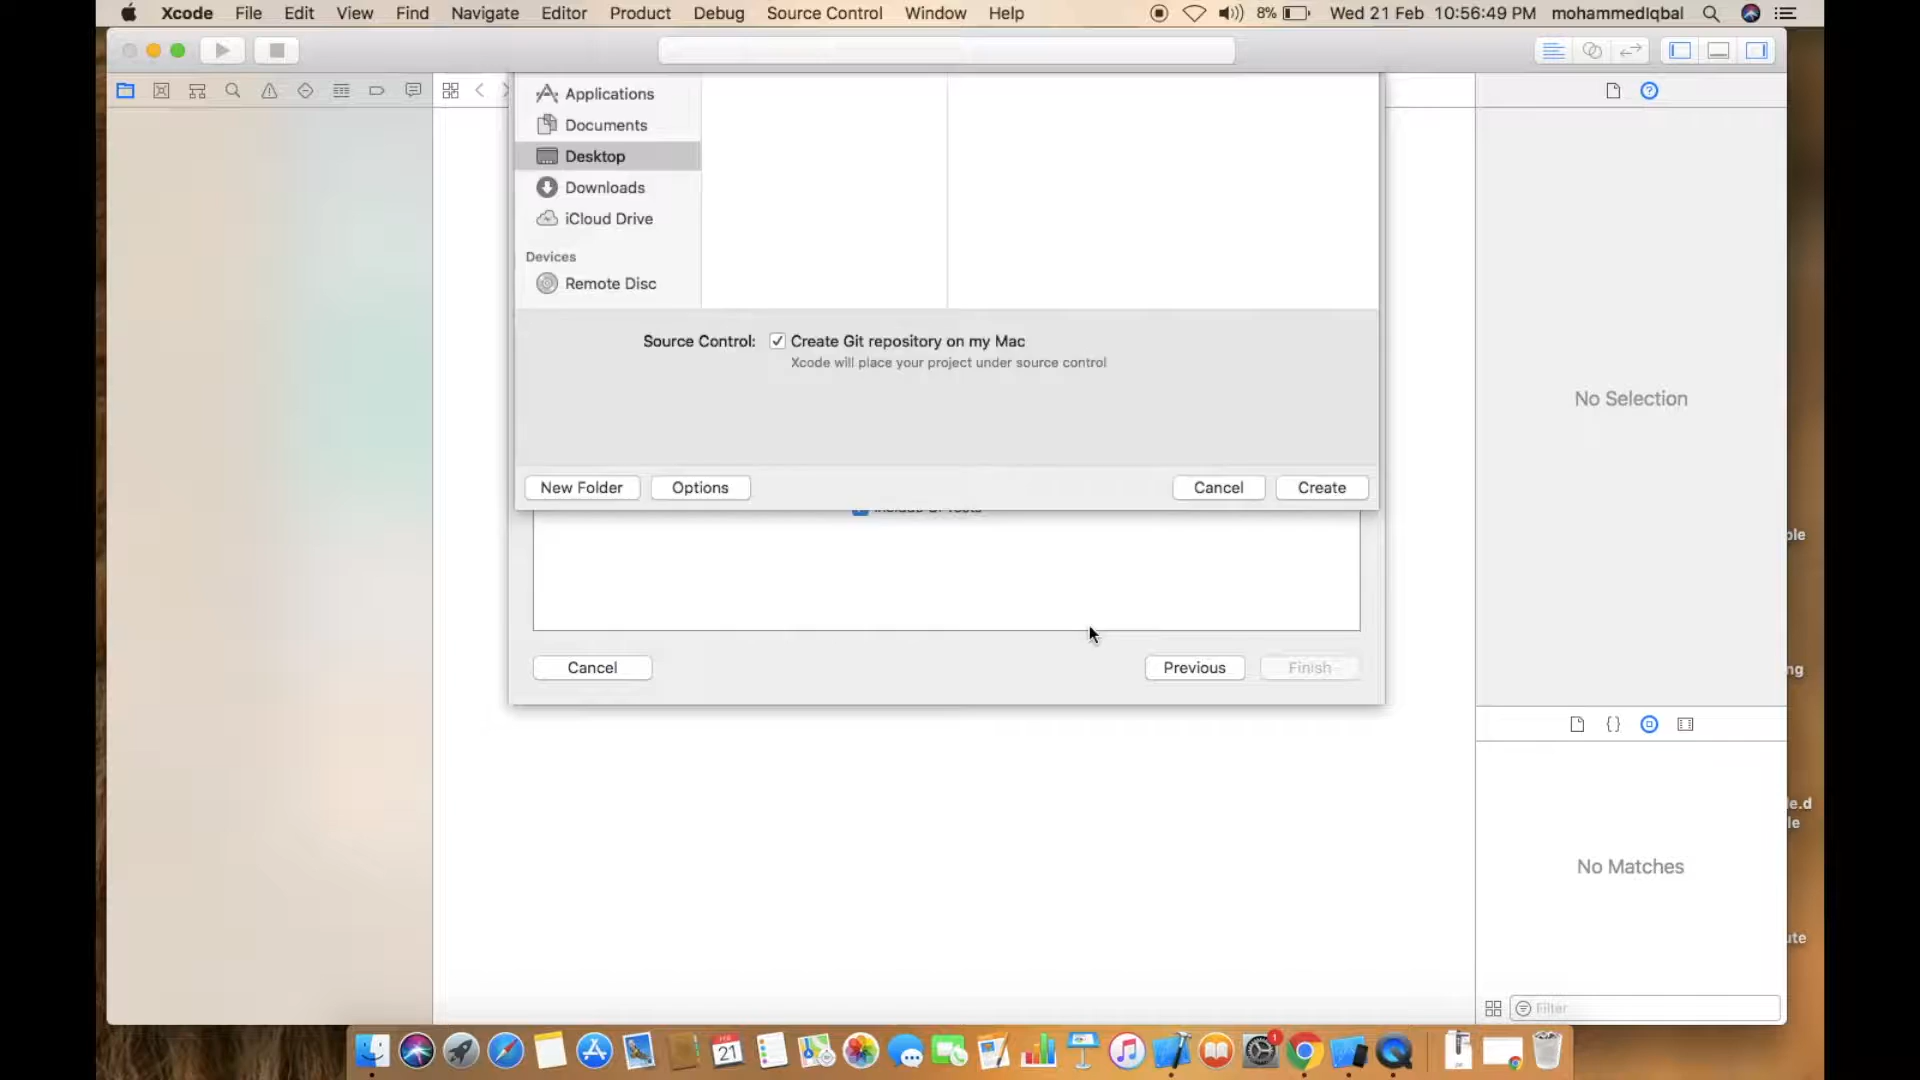 Xcode File Edit View Find Navigate Editor Product Debug Source Control Window Help 8% Wed 21 Feb 10:56:49 PM mohammedIqbal
Applications
Documents
Desktop
Downloads
iCloud Drive
Devices
Remote Disc
Source Control: Create Git repository on my Mac
Xcode will place your project under source control
New Folder Options Cancel Create
Cancel Previous Finish
No Selection
No Matches
Filter
21
1